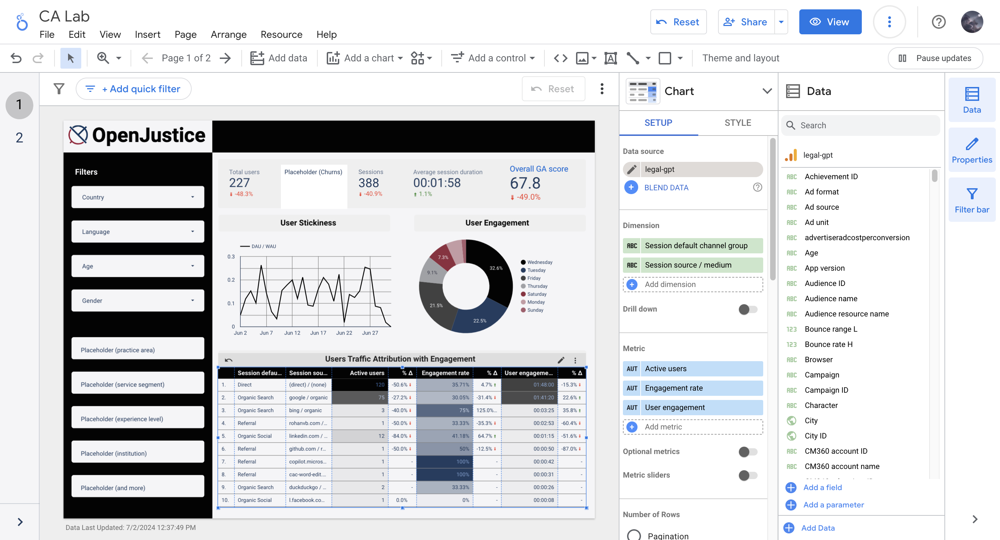 CA Lab
File Edit View Insert Page Arrange Resource Help
Reset
Share
View
Page 1 of 2
Add data
Add a chart
Add a control
Theme and layout
Pause updates
1
2
+ Add quick filter
Reset
OpenJustice
Filters
Country
Language
Age
Gender
Placeholder (practice area)
Placeholder (service segment)
Placeholder (experience level)
Placeholder (institution)
Placeholder (and more)
Total users
227
-48.3%
Placeholder (Churns)
Sessions
388
-40.9%
Average session duration
00:01:58
1.1%
Overall GA score
67.8
-49.0%
User Stickiness
DAU / WAU
0.3
0.2
0.1
0
Jun 2 Jun 7 Jun 12 Jun 17 Jun 22 Jun 27
User Engagement
32.6%
22.5%
21.5%
9.1%
7.3%
Wednesday
Tuesday
Friday
Thursday
Saturday
Monday
Sunday
Users Traffic Attribution with Engagement
Session defau... Session sou... Active users % Δ Engagement rate % Δ User engageme... % Δ
1. Direct (direct) / (none) 120 -50.6% 35.71% 4.7% 01:48:00 -15.3%
2. Organic Search google / organic 75 -27.2% 30.05% -31.4% 01:41:20 22.6%
3. Organic Search bing / organic 3 -40.0% 75% 125.0%... 00:03:25 35.8%
4. Referral rohanvb.com /... 1 -50.0% 33.33% -35.3% 00:02:53 -60.4%
5. Organic Social linkedin.com / ... 12 -84.0% 41.18% 64.7% 00:01:15 -51.6%
6. Referral github.com / r... 1 -50.0% 50% -12.5% 00:00:50 -87.0%
7. Referral copilot.micros... 1 - 100% - 00:00:42 -
8. Referral cac-word-edit.... 1 - 100% - 00:00:31 -
9. Organic Search duckduckgo / ... 2 - 33.33% - 00:00:26 -
10. Organic Social l.facebook.co... 1 0.0% 0% - 00:00:08 -
Data Last Updated: 7/2/2024 12:37:49 PM
Chart
SETUP
STYLE
Data source
legal-gpt
BLEND DATA
Dimension
ABC Session default channel group
ABC Session source / medium
Add dimension
Drill down
Metric
AUT Active users
AUT Engagement rate
AUT User engagement
Add metric
Optional metrics
Metric sliders
Number of Rows
Pagination
Data
Search
legal-gpt
ABC Achievement ID
ABC Ad format
ABC Ad source
ABC Ad unit
ABC advertiseradcostperconversion
ABC Age
ABC App version
ABC Audience ID
ABC Audience name
ABC Audience resource name
123 Bounce range L
123 Bounce rate H
ABC Browser
ABC Campaign
ABC Campaign ID
ABC Character
City
City ID
ABC CM360 account ID
ABC CM360 account name
Add a field
Add a parameter
Add Data
Data
Properties
Filter bar